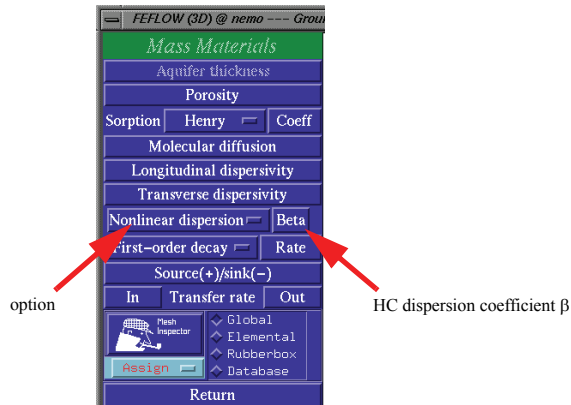 FEFLOW (3D) @ nemo --- Grou
Mass Materials
Aquifer thickness
Porosity
Sorption Henry Coeff
Molecular diffusion
Longitudinal dispersivity
Transverse dispersivity
Nonlinear dispersion Beta
First-order decay Rate
Source(+)/sink(-)
In Transfer rate Out
option
HC dispersion coefficient β
Mesh
Inspector
Assign
Global
Elemental
Rubberbox
Database
Return